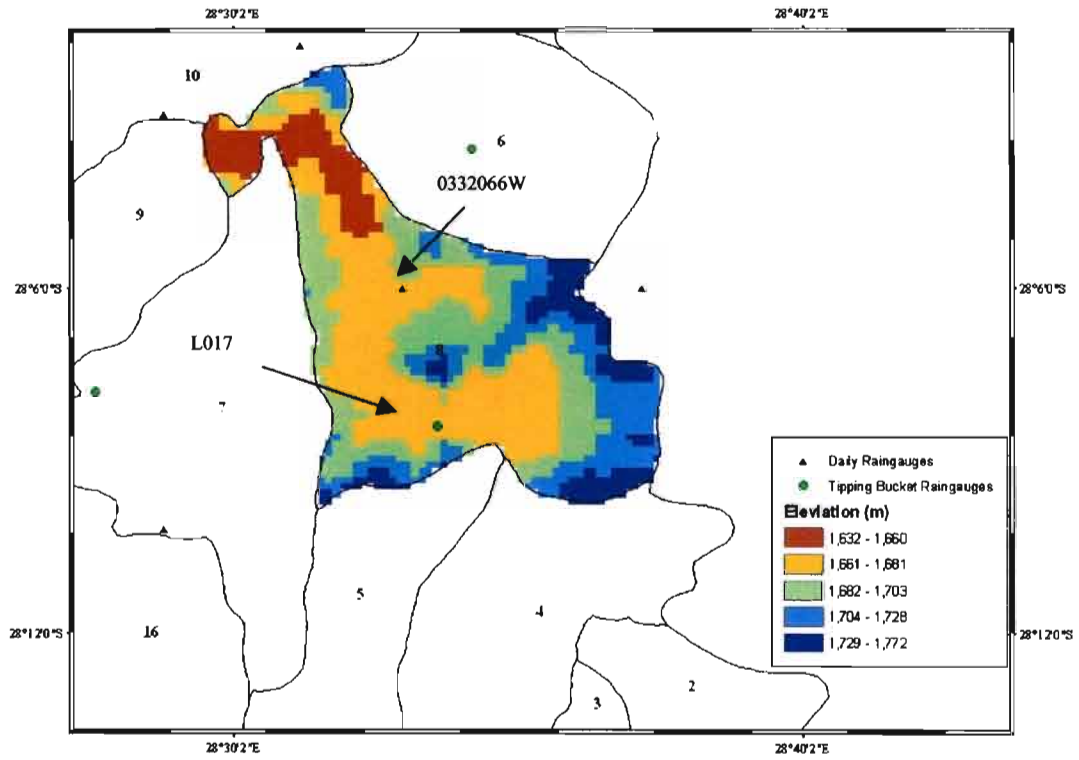 28°30'2"E 28°40'2"E
10
6
0332066W
9
28°6'0"S 28°6'0"S
L017
8
7
Daily Raingauges
Tipping Bucket Raingauges
Elevlation (m)
1,632 - 1,660
1,661 - 1,681
1,682 - 1,703
1,704 - 1,728
1,729 - 1,772
5
4
16
28°12'0"S 28°12'0"S
2
3
28°30'2"E 28°40'2"E